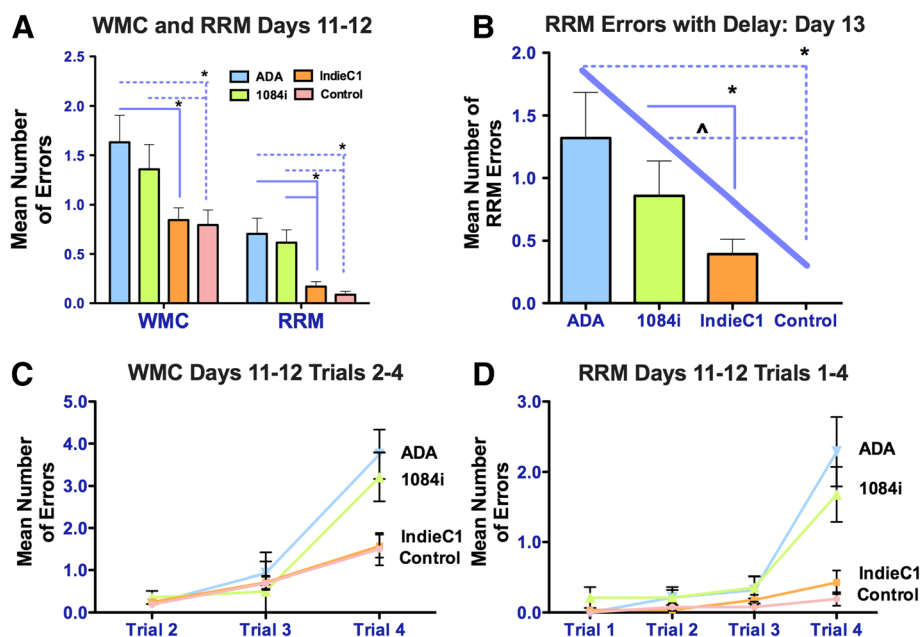 A
WMC and RRM Days 11-12
Mean Number
of Errors
2.5
2.0
1.5
1.0
0.5
0.0
ADA
IndieC1
1084i
Control
*
*
*
*
WMC
RRM
B
RRM Errors with Delay: Day 13
Mean Number of
RRM Errors
2.0
1.5
1.0
0.5
0.0
*
*
^
ADA
1084i
IndieC1
Control
C
WMC Days 11-12 Trials 2-4
Mean Number
of Errors
5.0
4.0
3.0
2.0
1.0
0.0
ADA
1084i
IndieC1
Control
Trial 2
Trial 3
Trial 4
D
RRM Days 11-12 Trials 1-4
Mean Number
of Errors
3.0
2.0
1.0
0.0
ADA
1084i
IndieC1
Control
Trial 1
Trial 2
Trial 3
Trial 4